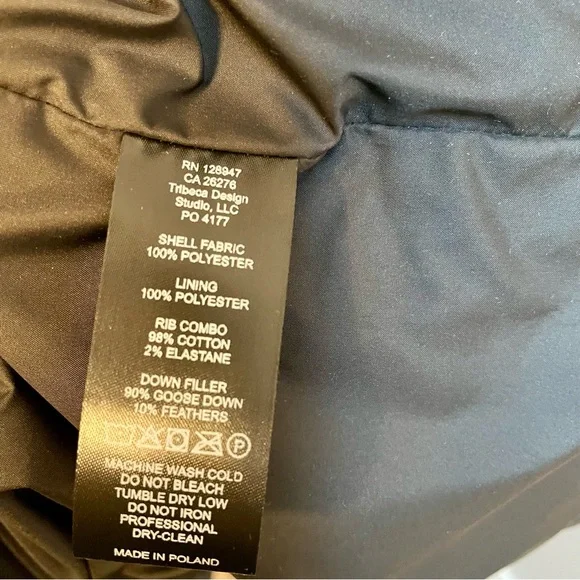 RN 128947
CA 26276
Tribeca Design
Studio, LLC
PO 4177
SHELL FABRIC
100% POLYESTER
LINING
100% POLYESTER
RIB COMBO
98% COTTON
2% ELASTANE
DOWN FILLER
90% GOOSE DOWN
10% FEATHERS
P
MACHINE WASH COLD
DO NOT BLEACH
TUMBLE DRY LOW
DO NOT IRON
PROFESSIONAL
DRY-CLEAN
MADE IN POLAND